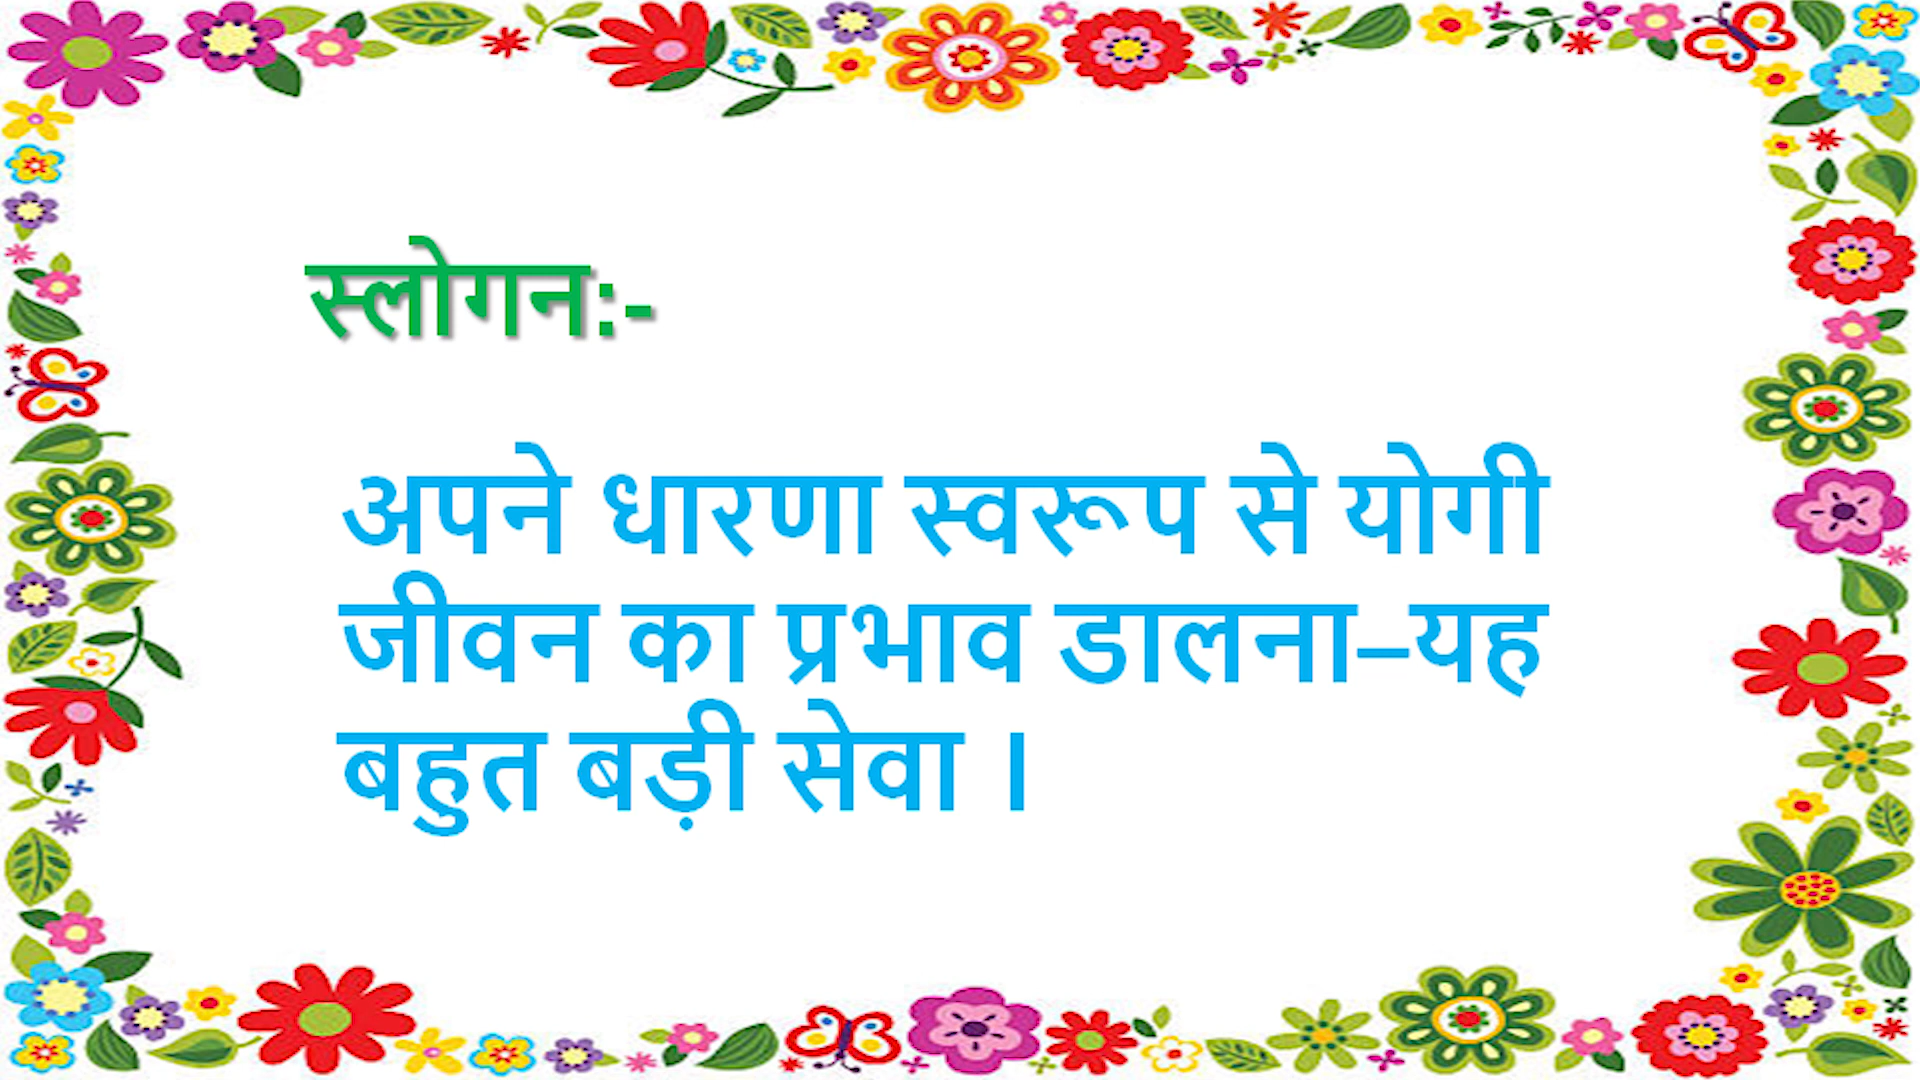 स्लोगन:-
अपने धारणा स्वरूप से योगी
जीवन का प्रभाव डालना–यह
बहुत बड़ी सेवा ।